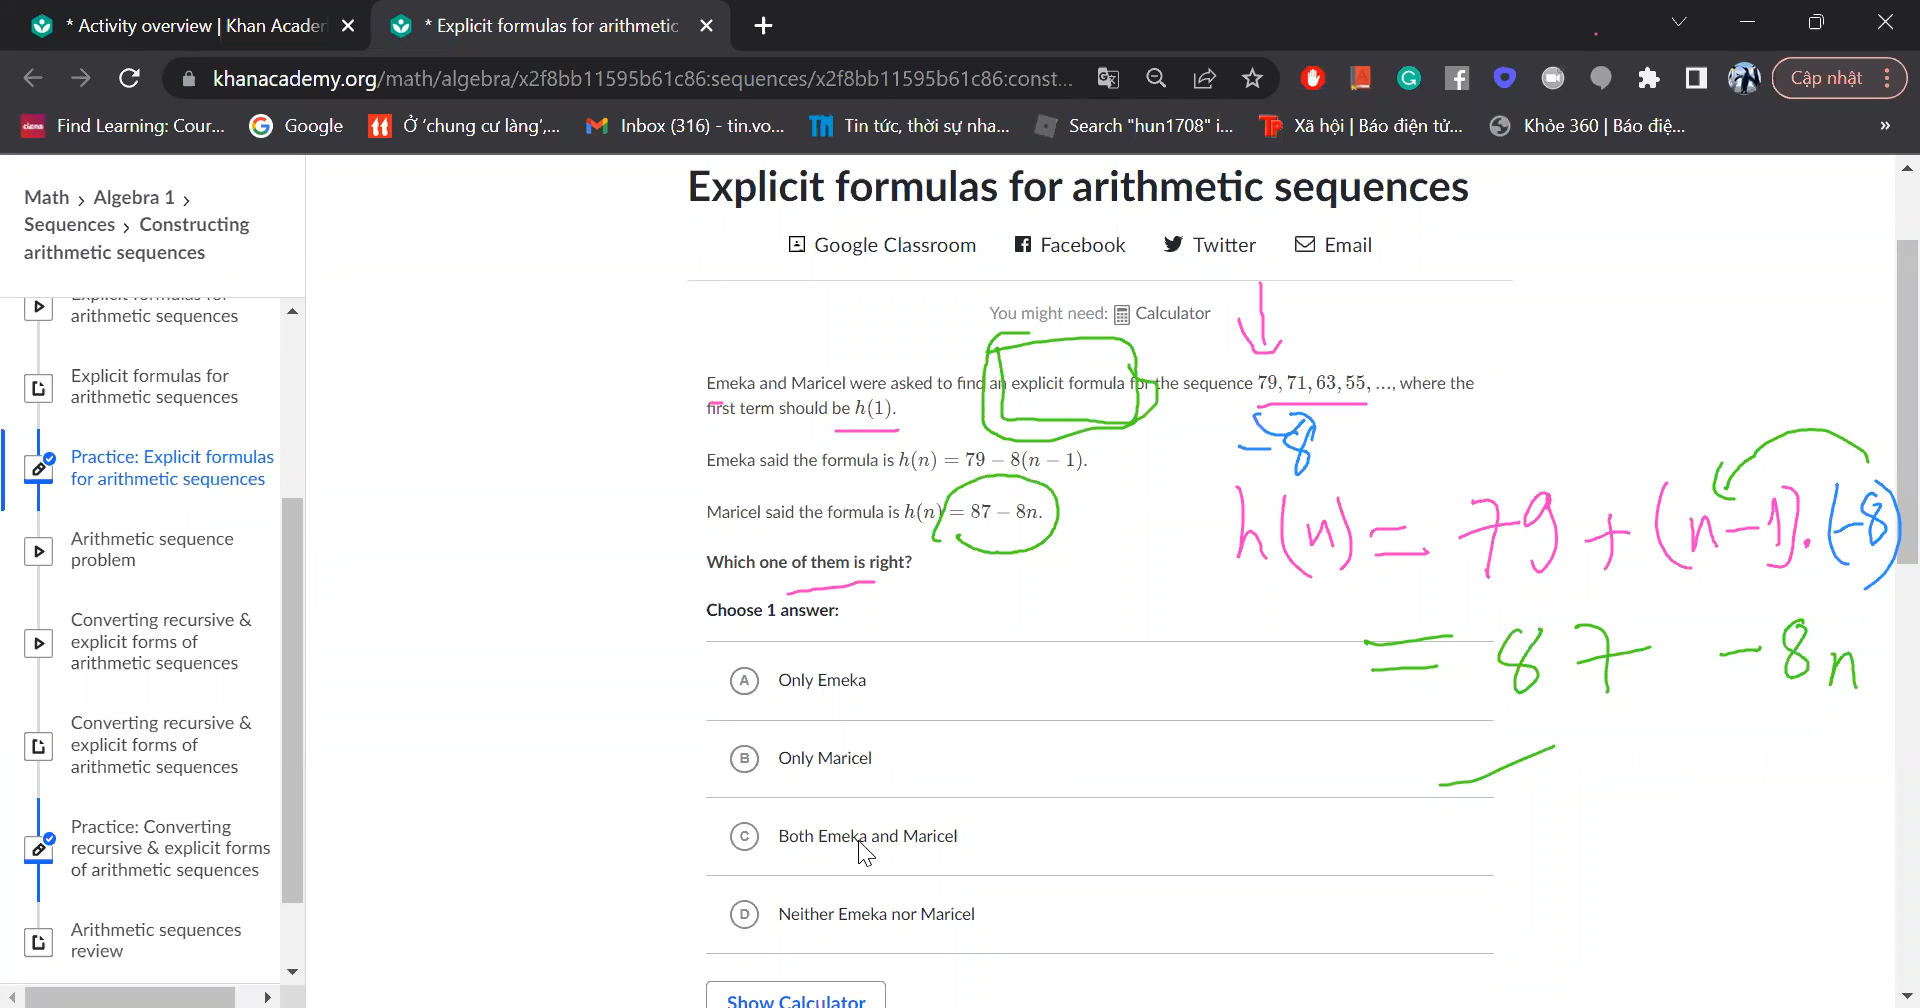 * Activity overview | Khan Acader
* Explicit formulas for arithmetic
khanacademy.org/math/algebra/x2f8bb11595b61c86:sequences/x2f8bb11595b61c86:const...
Cập nhật
Find Learning: Cour...
Google
Ở 'chung cư làng',...
Inbox (316) - tin.vo...
Tin tức, thời sự nha...
Search "hun1708" i...
Xã hội | Báo điện tử...
Khỏe 360 | Báo điệ...
»
Math › Algebra 1 ›
Sequences › Constructing
arithmetic sequences
Explicit formulas for
arithmetic sequences
Explicit formulas for
arithmetic sequences
Practice: Explicit formulas
for arithmetic sequences
Arithmetic sequence
problem
Converting recursive &
explicit forms of
arithmetic sequences
Converting recursive &
explicit forms of
arithmetic sequences
Practice: Converting
recursive & explicit forms
of arithmetic sequences
Arithmetic sequences
review
Explicit formulas for arithmetic sequences
Google Classroom
Facebook
Twitter
Email
You might need: Calculator
Emeka and Maricel were asked to find an explicit formula for the sequence 79, 71, 63, 55, ..., where the
first term should be h(1).
-8
Emeka said the formula is h(n) = 79 − 8(n − 1).
Maricel said the formula is h(n) = 87 − 8n.
h(n) = 79 + (n-1).(-8)
Which one of them is right?
Choose 1 answer:
= 87 -8n
A Only Emeka
B Only Maricel
C Both Emeka and Maricel
D Neither Emeka nor Maricel
Show Calculator